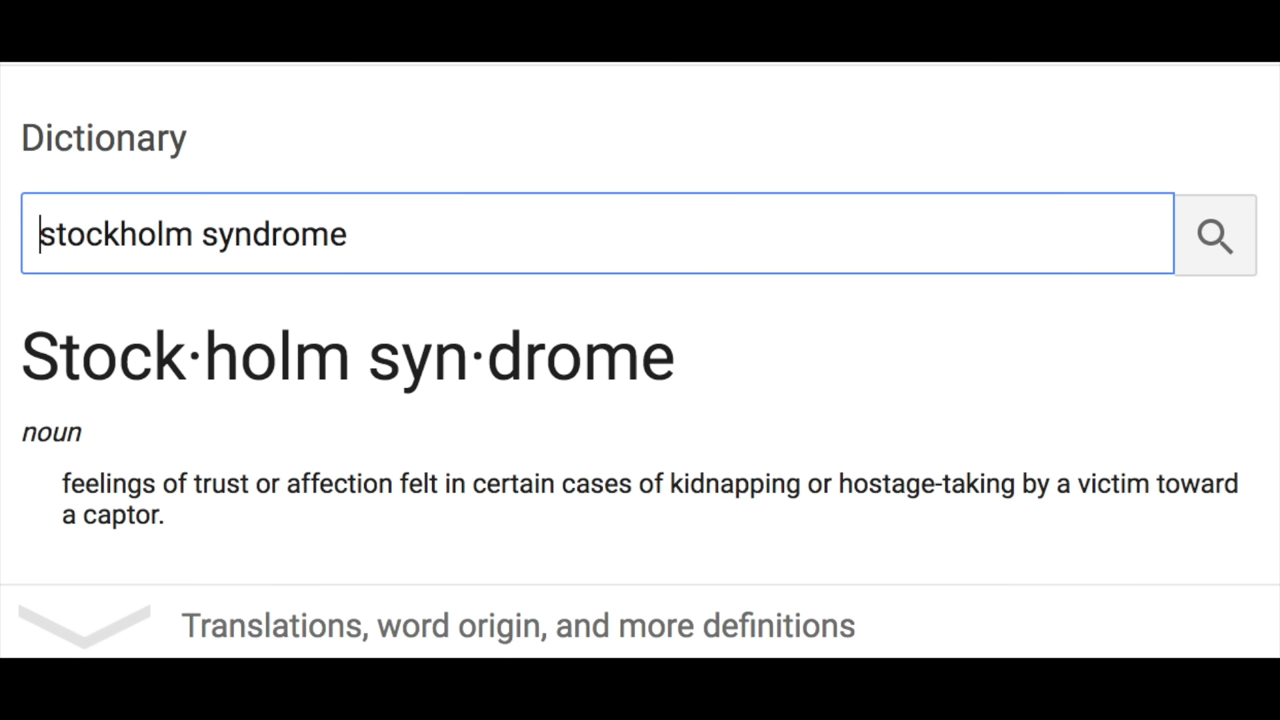 Dictionary
stockholm syndrome
Stock·holm syn·drome
noun
feelings of trust or affection felt in certain cases of kidnapping or hostage-taking by a victim toward
a captor.
Translations, word origin, and more definitions